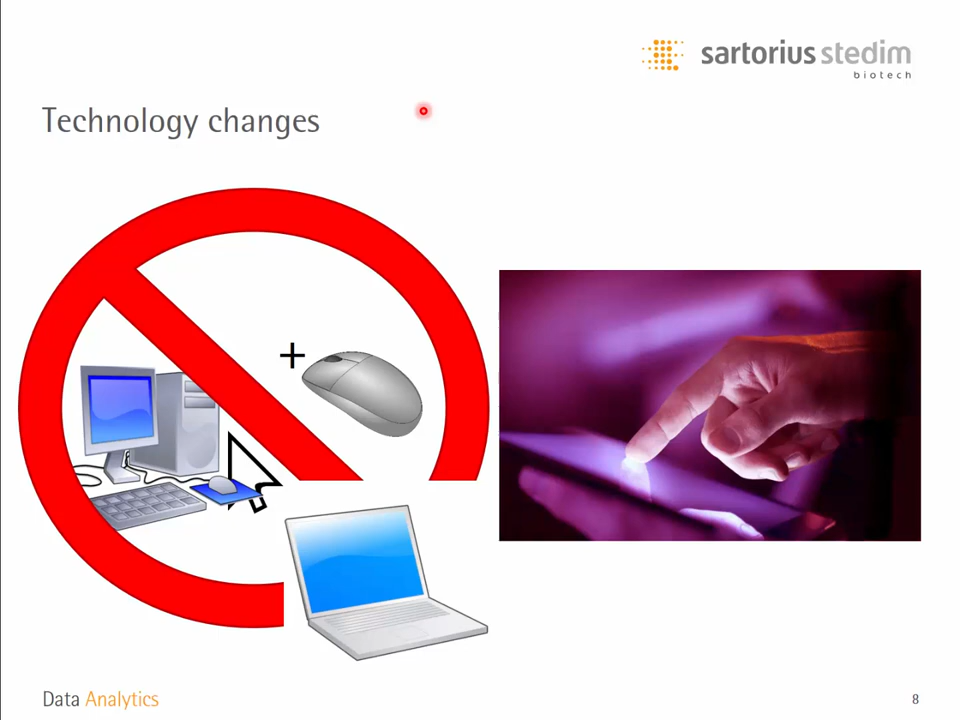 sartorius stedim
biotech
Technology changes
+
Data Analytics
8